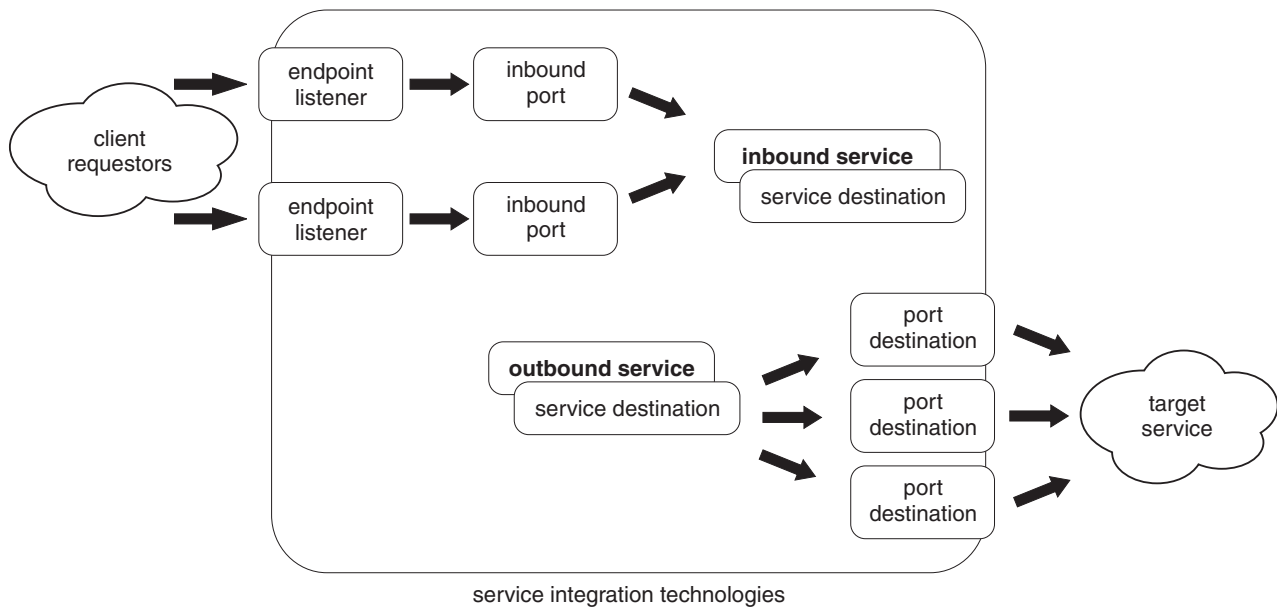 endpoint
listener
inbound
port
client
requestors
inbound service
service destination
endpoint
listener
inbound
port
port
destination
outbound service
service destination
port
destination
target
service
port
destination
service integration technologies